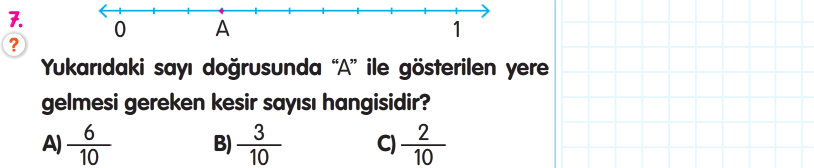 7.
?
0 A 1
Yukarıdaki sayı doğrusunda “A” ile gösterilen yere
gelmesi gereken kesir sayısı hangisidir?
A) 6/10 B) 3/10 C) 2/10